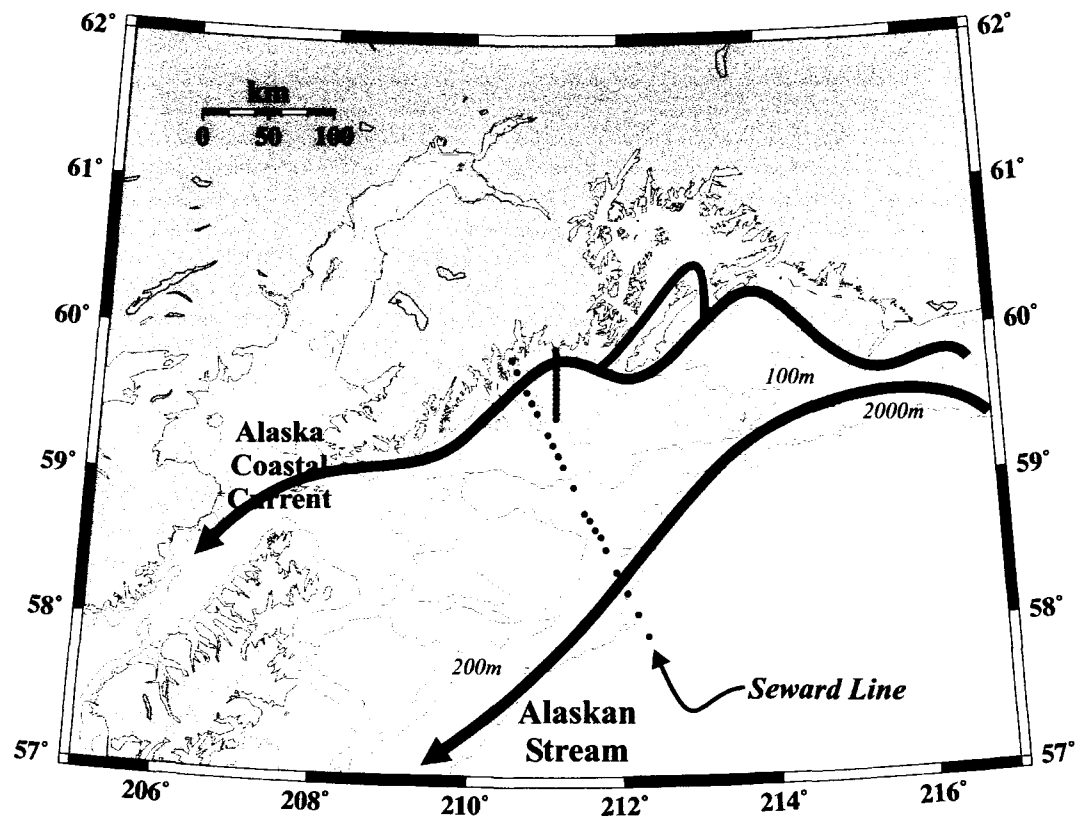 62°
62°
km
0 50 100
61°
61°
60°
60°
100m
2000m
Alaska
Coastal
Current
59°
59°
58°
58°
200m
Seward Line
Alaskan
Stream
57°
57°
206°
208°
210°
212°
214°
216°